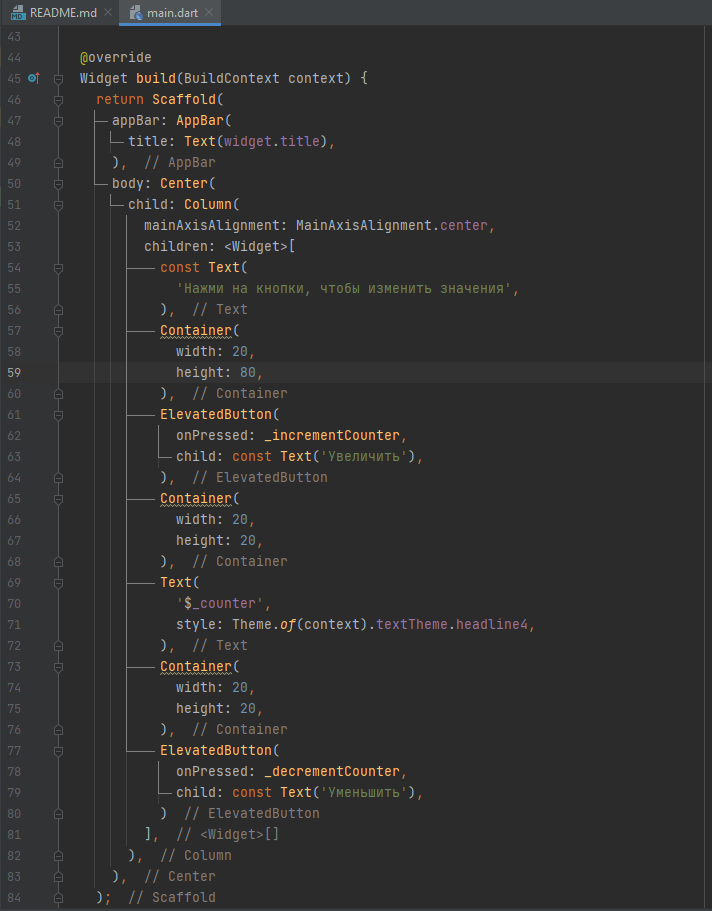 README.md main.dart
43
44 @override
45 Widget build(BuildContext context) {
46 return Scaffold(
47 appBar: AppBar(
48 title: Text(widget.title),
49 ), // AppBar
50 body: Center(
51 child: Column(
52 mainAxisAlignment: MainAxisAlignment.center,
53 children: <Widget>[
54 const Text(
55 'Нажми на кнопки, чтобы изменить значения',
56 ), // Text
57 Container(
58 width: 20,
59 height: 80,
60 ), // Container
61 ElevatedButton(
62 onPressed: _incrementCounter,
63 child: const Text('Увеличить'),
64 ), // ElevatedButton
65 Container(
66 width: 20,
67 height: 20,
68 ), // Container
69 Text(
70 '$_counter',
71 style: Theme.of(context).textTheme.headline4,
72 ), // Text
73 Container(
74 width: 20,
75 height: 20,
76 ), // Container
77 ElevatedButton(
78 onPressed: _decrementCounter,
79 child: const Text('Уменьшить'),
80 ) // ElevatedButton
81 ], // <Widget>[]
82 ), // Column
83 ), // Center
84 ); // Scaffold